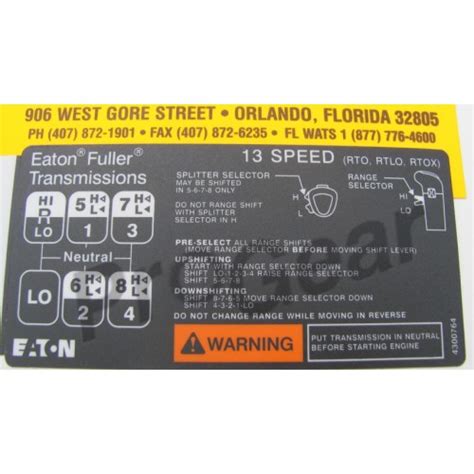 906 WEST GORE STREET • ORLANDO, FLORIDA 32805
PH (407) 872-1901 • FAX (407) 872-6235 • FL WATS 1 (877) 776-4600
Eaton® Fuller®
Transmissions
13 SPEED (RTO, RTLO, RTOX)
HI
R
LO
5 H
L
1
7 H
L
3
Neutral
LO
6 H
L
2
8 H
L
4
SPLITTER SELECTOR
MAY BE SHIFTED
IN 5-6-7-8 ONLY
DO NOT RANGE SHIFT
WITH SPLITTER
SELECTOR IN H
H
L
RANGE
SELECTOR
HI
LO
PRE-SELECT ALL RANGE SHIFTS
(MOVE RANGE SELECTOR BEFORE MOVING SHIFT LEVER)
UPSHIFTING
START WITH RANGE SELECTOR DOWN
SHIFT LO-1-2-3-4 RAISE RANGE SELECTOR
SHIFT 5-6-7-8
DOWNSHIFTING
SHIFT 8-7-6-5 MOVE RANGE SELECTOR DOWN
SHIFT 4-3-2-1-LO
DO NOT CHANGE RANGE WHILE MOVING IN REVERSE
EATON
WARNING
PUT TRANSMISSION IN NEUTRAL
BEFORE STARTING ENGINE
4300764